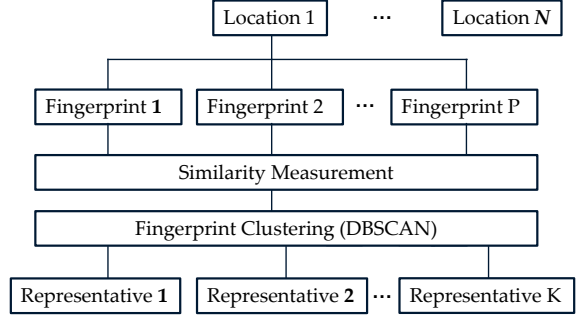 Location 1 ... Location N
Fingerprint 1 Fingerprint 2 ... Fingerprint P
Similarity Measurement
Fingerprint Clustering (DBSCAN)
Representative 1 Representative 2 ... Representative K